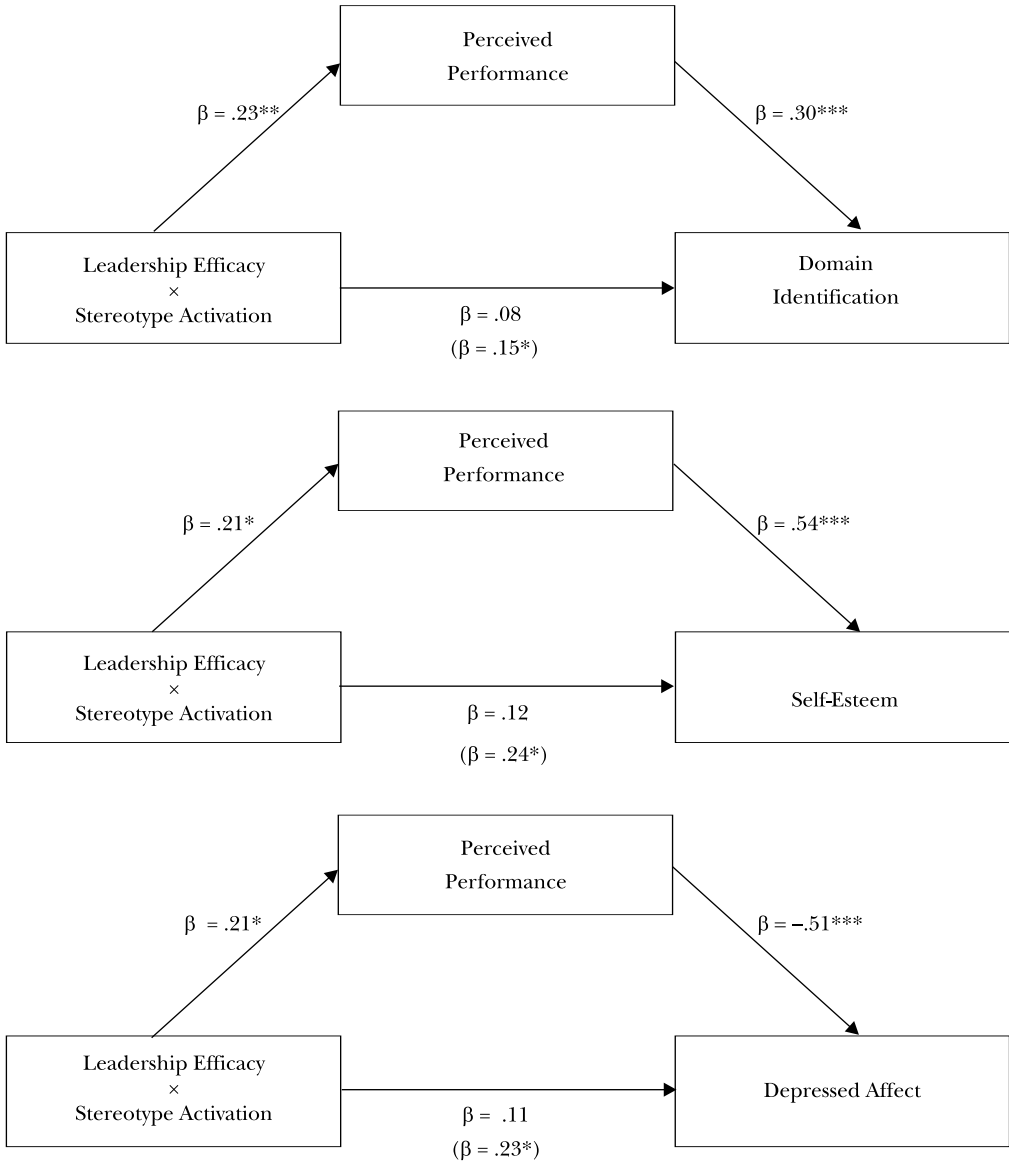 Perceived
Performance
β = .23**
β = .30***
Leadership Efficacy
×
Stereotype Activation
Domain
Identification
β = .08
(β = .15*)
Perceived
Performance
β = .21*
β = .54***
Leadership Efficacy
×
Stereotype Activation
Self-Esteem
β = .12
(β = .24*)
Perceived
Performance
β = .21*
β = –.51***
Leadership Efficacy
×
Stereotype Activation
Depressed Affect
β = .11
(β = .23*)